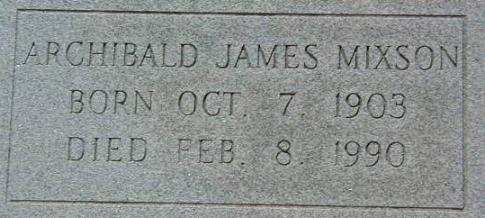 ARCHIBALD JAMES MIXSON
BORN OCT. 7. 1903
DIED FEB. 8. 1990